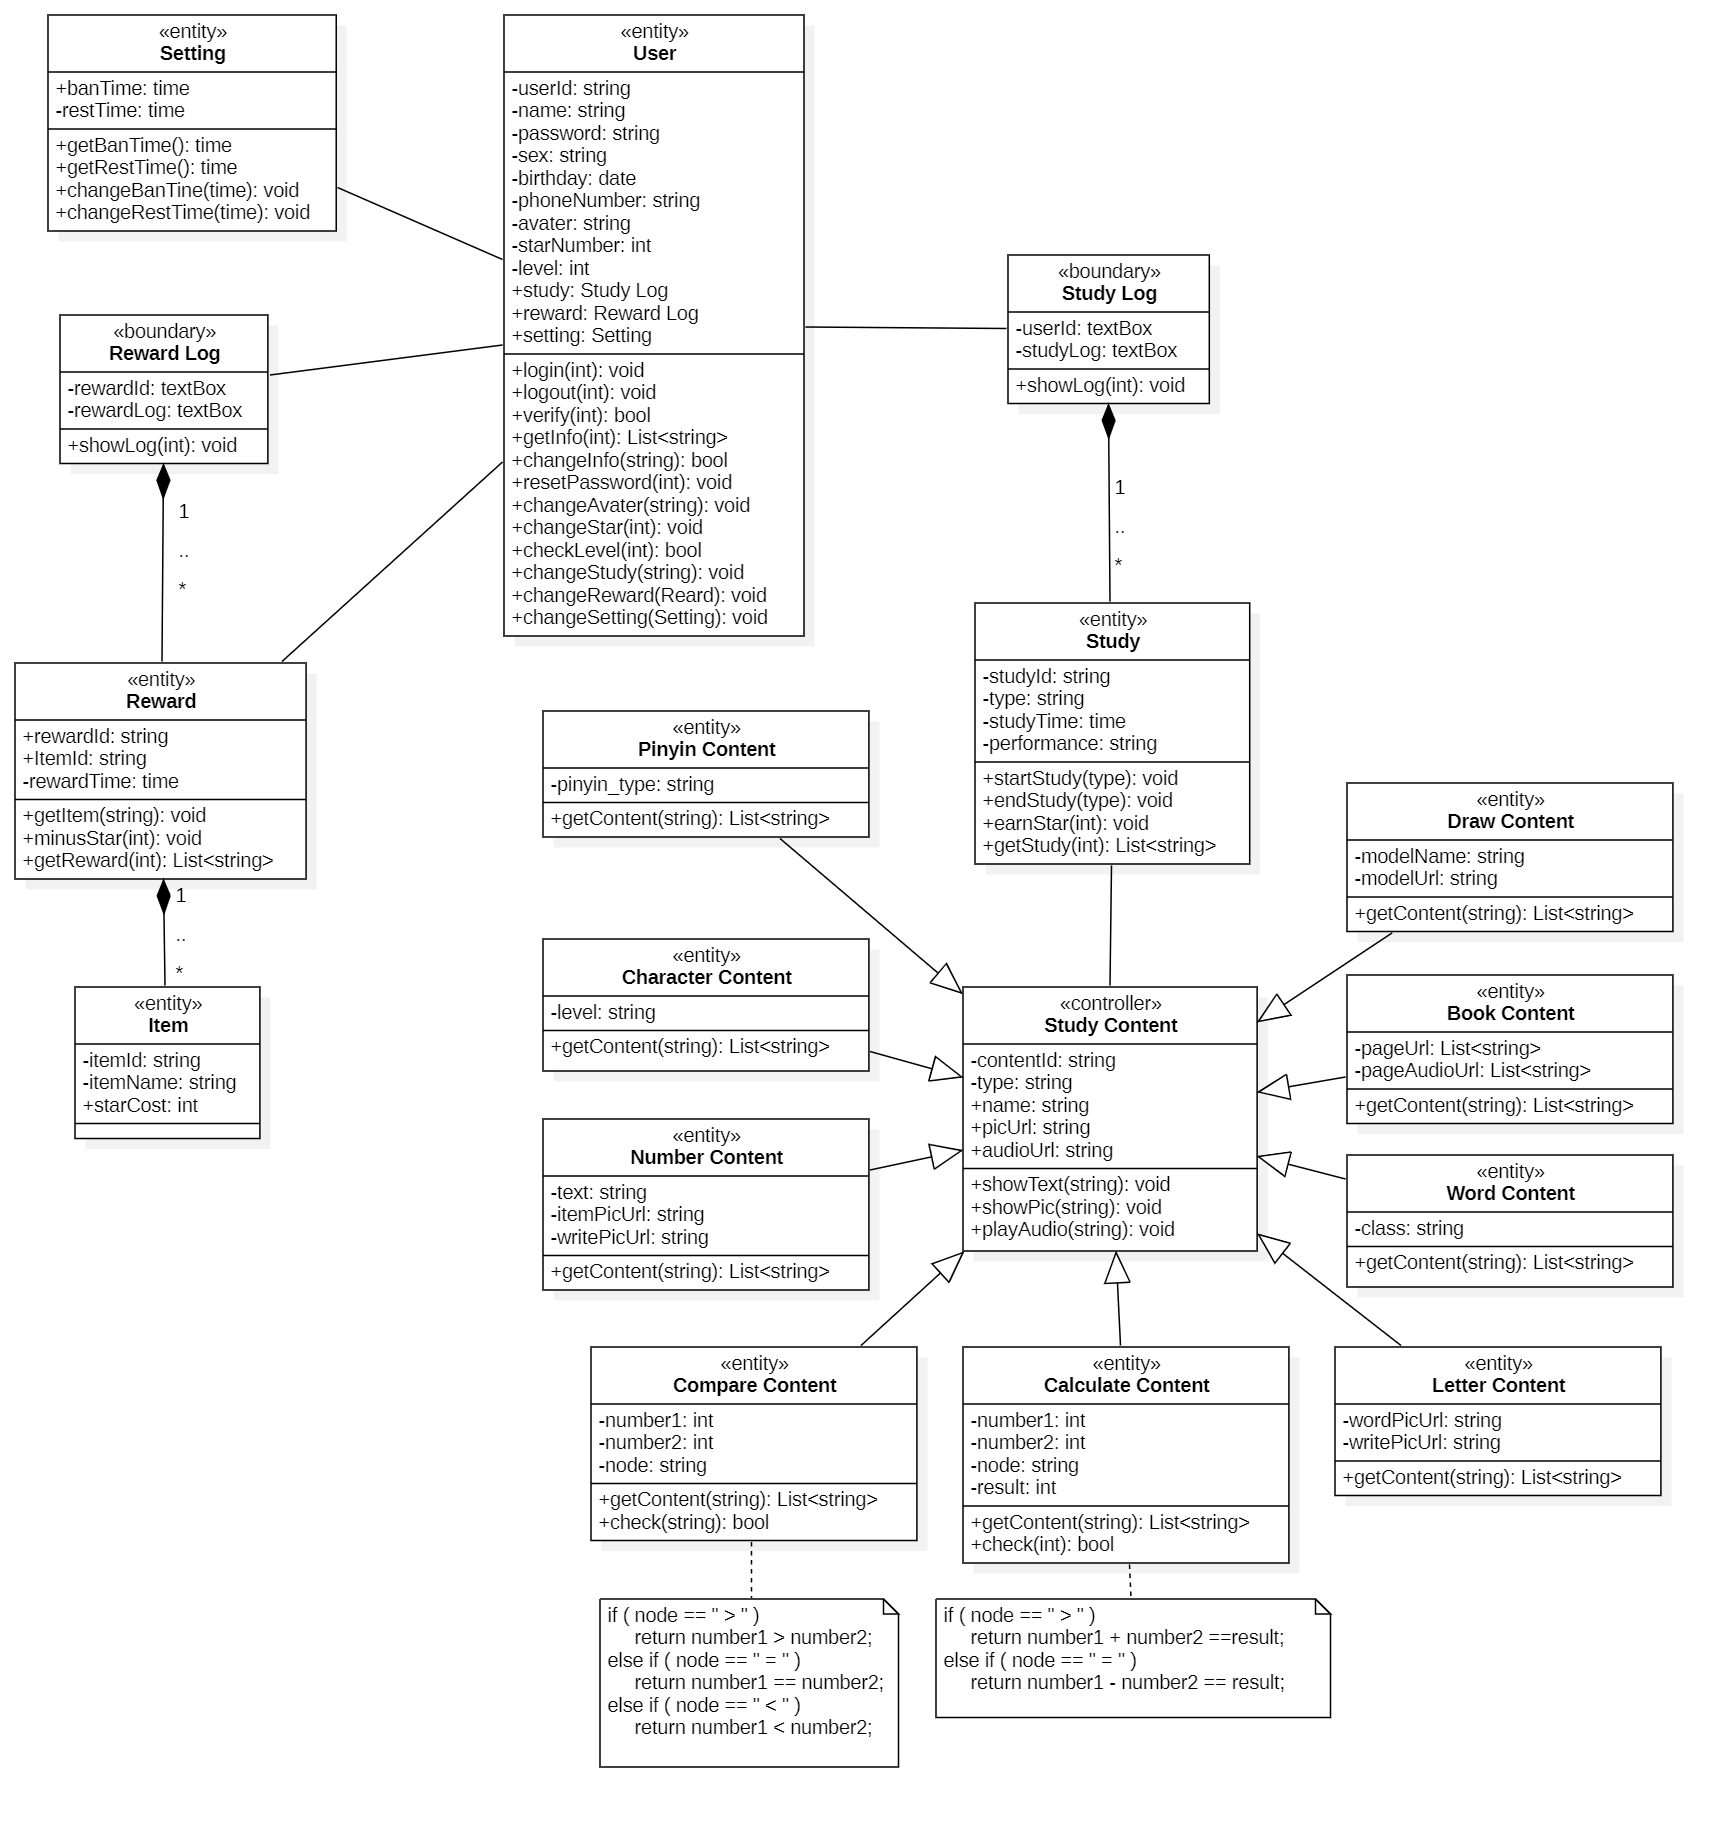 «entity»
Setting
+banTime: time
-restTime: time
+getBanTime(): time
+getRestTime(): time
+changeBanTine(time): void
+changeRestTime(time): void
«entity»
User
-userId: string
-name: string
-password: string
-sex: string
-birthday: date
-phoneNumber: string
-avater: string
-starNumber: int
-level: int
+study: Study Log
+reward: Reward Log
+setting: Setting
+login(int): void
+logout(int): void
+verify(int): bool
+getInfo(int): List<string>
+changeInfo(string): bool
+resetPassword(int): void
+changeAvater(string): void
+changeStar(int): void
+checkLevel(int): bool
+changeStudy(string): void
+changeReward(Reard): void
+changeSetting(Setting): void
«boundary»
Study Log
-userId: textBox
-studyLog: textBox
+showLog(int): void
1
..
*
«boundary»
Reward Log
-rewardId: textBox
-rewardLog: textBox
+showLog(int): void
1
..
*
«entity»
Reward
+rewardId: string
+ItemId: string
-rewardTime: time
+getItem(string): void
+minusStar(int): void
+getReward(int): List<string>
1
..
*
«entity»
Item
-itemId: string
-itemName: string
+starCost: int
«entity»
Study
-studyId: string
-type: string
-studyTime: time
-performance: string
+startStudy(type): void
+endStudy(type): void
+earnStar(int): void
+getStudy(int): List<string>
«entity»
Pinyin Content
-pinyin_type: string
+getContent(string): List<string>
«entity»
Character Content
-level: string
+getContent(string): List<string>
«entity»
Number Content
-text: string
-itemPicUrl: string
-writePicUrl: string
+getContent(string): List<string>
«controller»
Study Content
-contentId: string
-type: string
+name: string
+picUrl: string
+audioUrl: string
+showText(string): void
+showPic(string): void
+playAudio(string): void
«entity»
Draw Content
-modelName: string
-modelUrl: string
+getContent(string): List<string>
«entity»
Book Content
-pageUrl: List<string>
-pageAudioUrl: List<string>
+getContent(string): List<string>
«entity»
Word Content
-class: string
+getContent(string): List<string>
«entity»
Compare Content
-number1: int
-number2: int
-node: string
+getContent(string): List<string>
+check(string): bool
«entity»
Calculate Content
-number1: int
-number2: int
-node: string
-result: int
+getContent(string): List<string>
+check(int): bool
«entity»
Letter Content
-wordPicUrl: string
-writePicUrl: string
+getContent(string): List<string>
if ( node == " > " )
return number1 > number2;
else if ( node == " = " )
return number1 == number2;
else if ( node == " < " )
return number1 < number2;
if ( node == " > " )
return number1 + number2 ==result;
else if ( node == " = " )
return number1 - number2 == result;